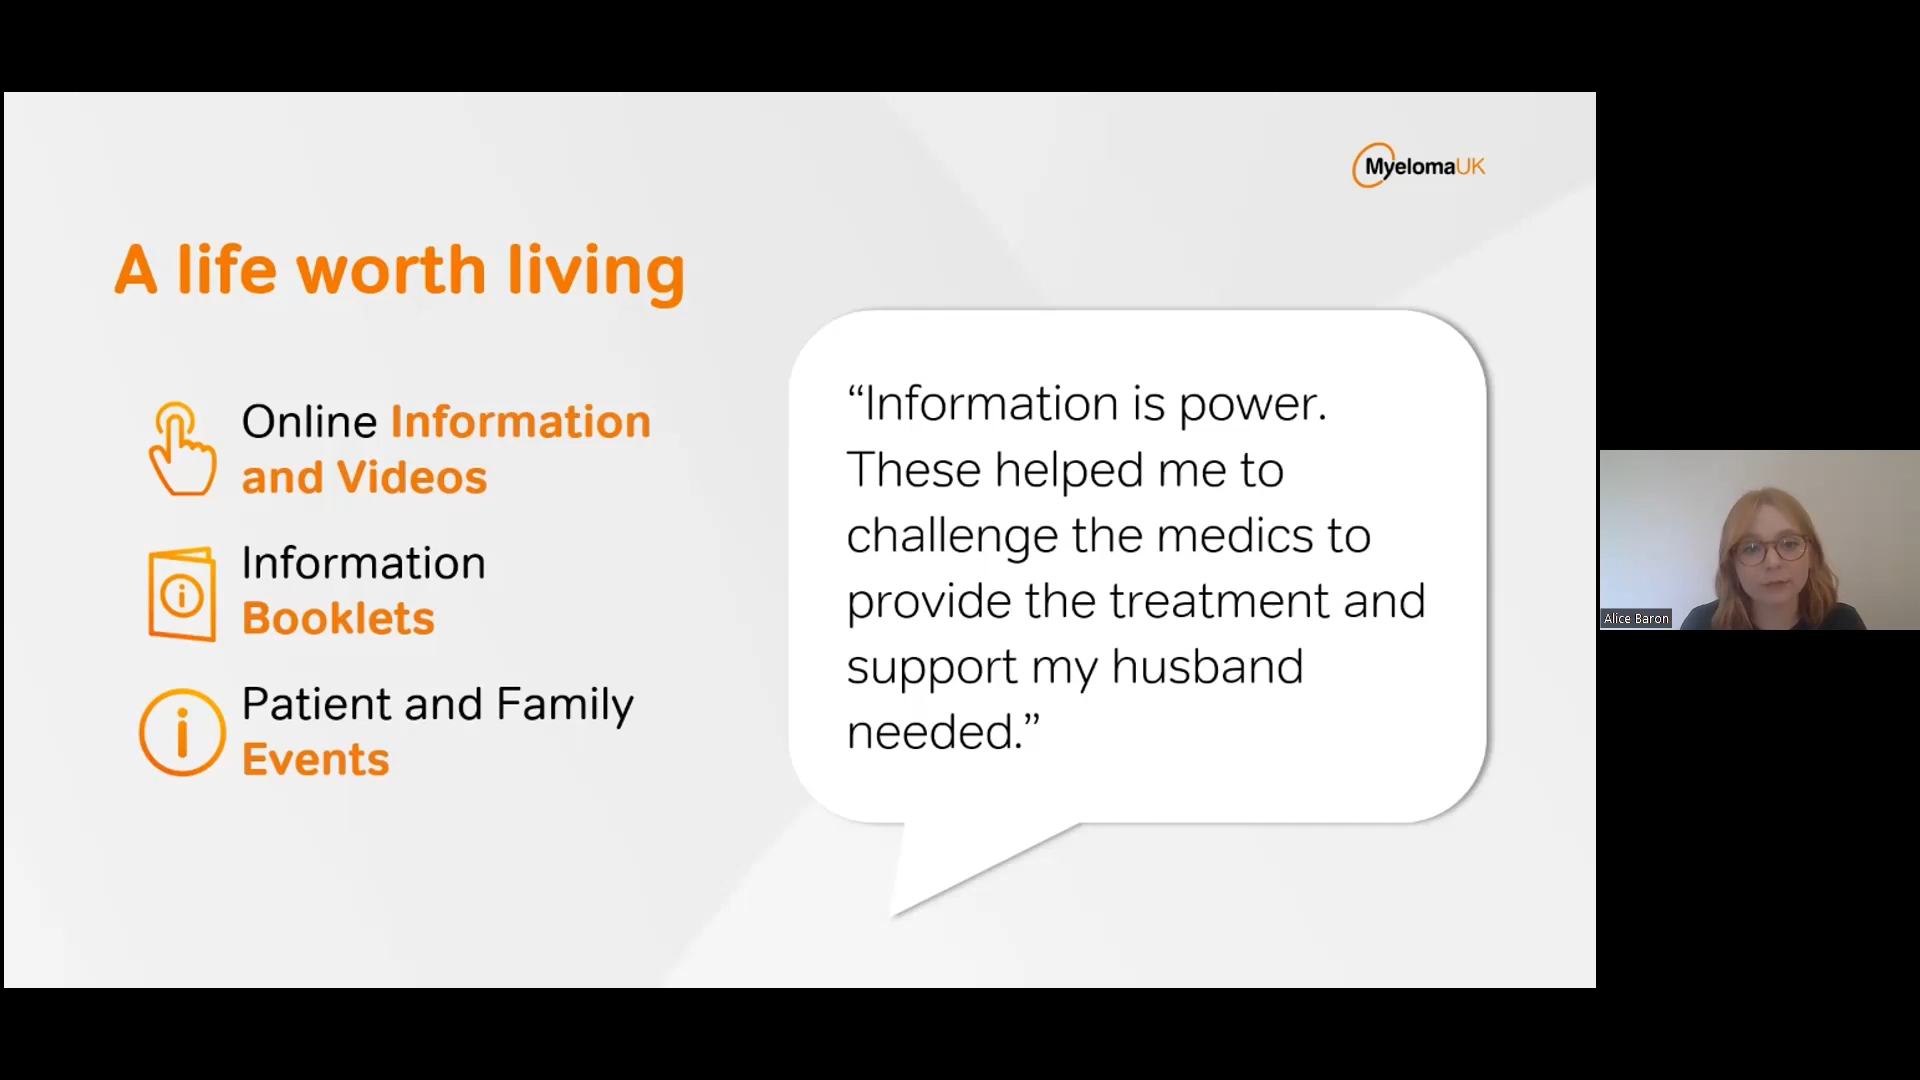 MyelomaUK
A life worth living
Online Information
and Videos
Information
Booklets
Patient and Family
Events
“Information is power.
These helped me to
challenge the medics to
provide the treatment and
support my husband
needed.”
Alice Baron